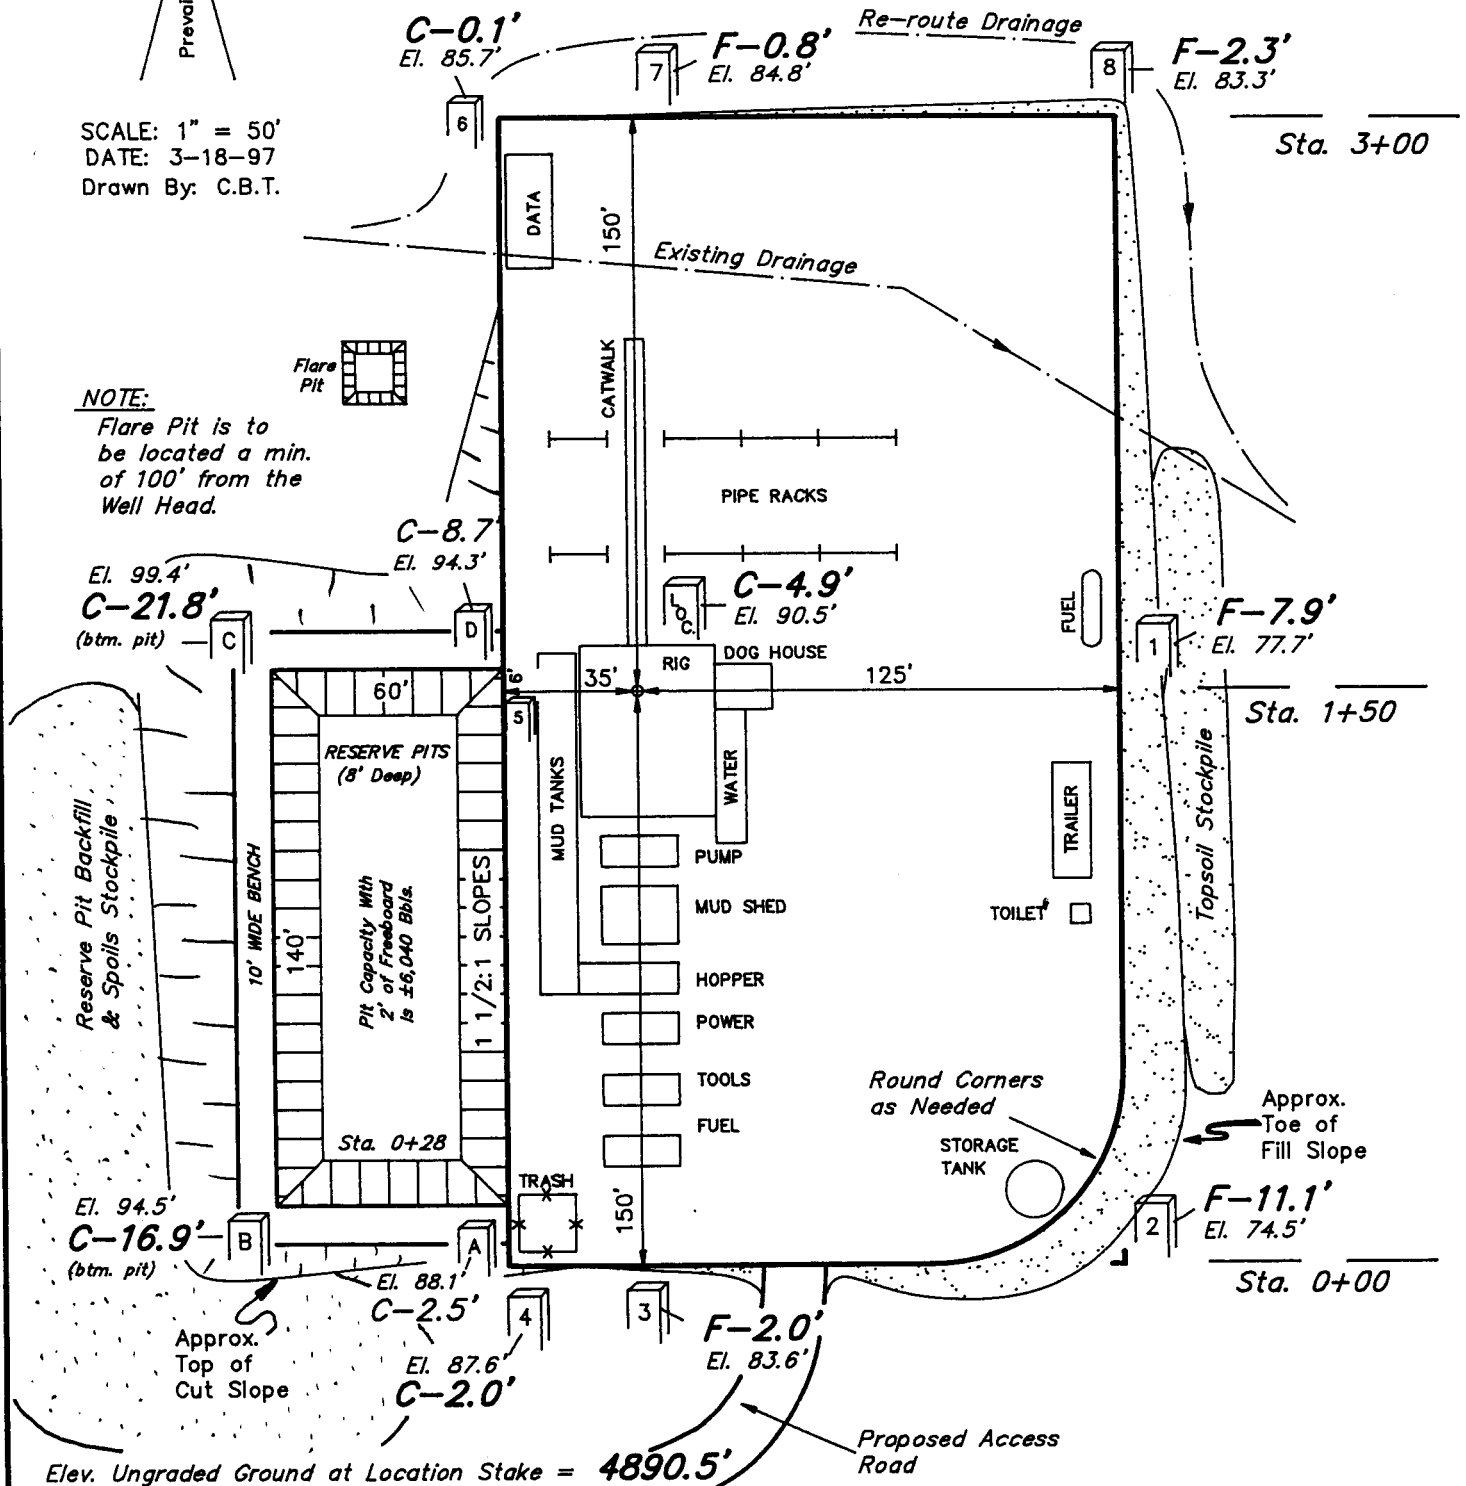 Prevai
C-0.1'
El. 85.7'
6
7
F-0.8'
El. 84.8'
Re-route Drainage
8
F-2.3'
El. 83.3'
SCALE: 1" = 50'
DATE: 3-18-97
Drawn By: C.B.T.
Sta. 3+00
DATA
150'
Existing Drainage
Flare
Pit
CATWALK
NOTE:
Flare Pit is to
be located a min.
of 100' from the
Well Head.
PIPE RACKS
C-8.7'
El. 94.3'
D
El. 99.4'
C-21.8'
(btm. pit)
C
LOC.
C-4.9'
El. 90.5'
FUEL
F-7.9'
El. 77.7'
1
RIG
DOG HOUSE
60'
6'
35'
125'
5
Sta. 1+50
RESERVE PITS
(8' Deep)
MUD TANKS
WATER
TRAILER
Topsoil Stockpile
Reserve Pit Backfill
& Spoils Stockpile
10' WIDE BENCH
140'
Pit Capacity With
2' of Freeboard
is ±6,040 Bbls.
1 1/2:1 SLOPES
PUMP
MUD SHED
TOILET
HOPPER
POWER
TOOLS
FUEL
Round Corners
as Needed
STORAGE
TANK
Approx.
Toe of
Fill Slope
Sta. 0+28
TRASH
150'
El. 94.5'
C-16.9'
(btm. pit)
B
A
El. 88.1'
C-2.5'
2
F-11.1'
El. 74.5'
Sta. 0+00
Approx.
Top of
Cut Slope
4
El. 87.6'
C-2.0'
3
F-2.0'
El. 83.6'
Proposed Access
Road
Elev. Ungraded Ground at Location Stake = 4890.5'